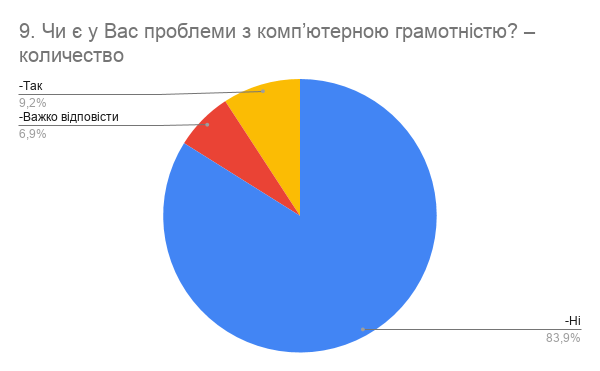 9. Чи є у Вас проблеми з комп’ютерною грамотністю? –
количество
-Так
9,2%
-Важко відповісти
6,9%
-Ні
83,9%